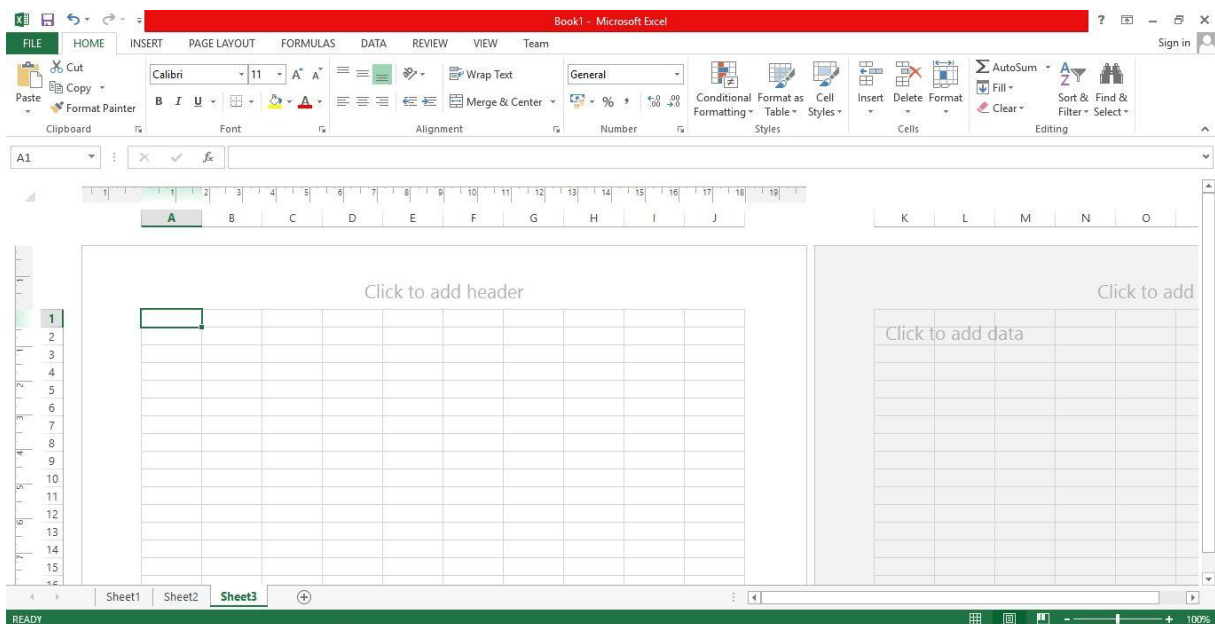 Book1 - Microsoft Excel
FILE HOME INSERT PAGE LAYOUT FORMULAS DATA REVIEW VIEW Team Sign in
Paste
Cut
Copy
Format Painter
Clipboard
Calibri 11
B I U
Font
Wrap Text
Merge & Center
Alignment
General
% ,
Number
Conditional Formatting
Format as Table
Cell Styles
Styles
Insert Delete Format
Cells
AutoSum
Fill
Clear
Sort & Filter
Find & Select
Editing
A1 fx
1 1 2 3 4 5 6 7 8 9 10 11 12 13 14 15 16 17 18 19
A B C D E F G H I J K L M N O
Click to add header Click to add
1
2 Click to add data
3
4
5
6
7
8
9
10
11
12
13
14
15
16
Sheet1 Sheet2 Sheet3
READY 100%